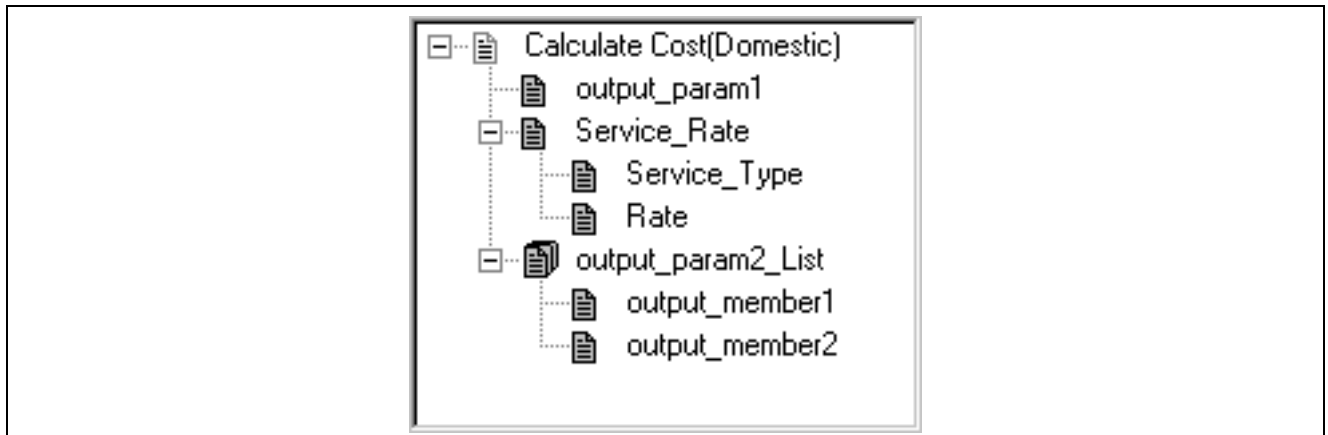 Calculate Cost(Domestic)
output_param1
Service_Rate
Service_Type
Rate
output_param2_List
output_member1
output_member2